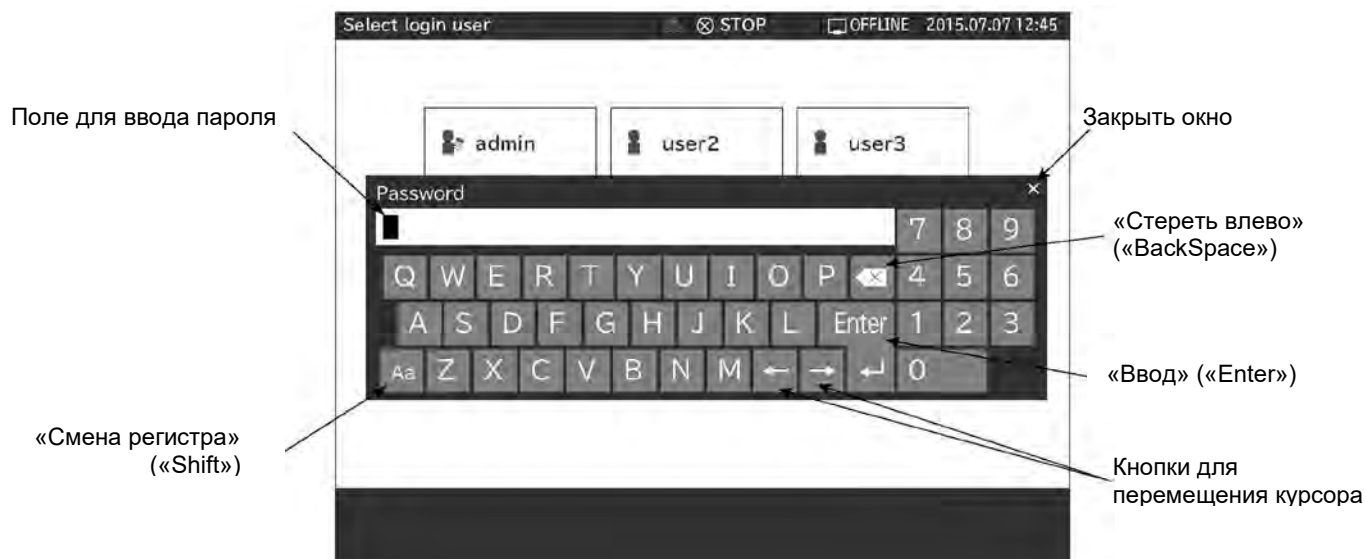 Select login user STOP OFFLINE 2015.07.07 12:45
Поле для ввода пароля
Закрыть окно
admin user2 user3
Password
«Стереть влево»
(«BackSpace»)
7 8 9
Q W E R T Y U I O P 4 5 6
A S D F G H J K L Enter 1 2 3
Aa Z X C V B N M ← → ↵ 0
«Ввод» («Enter»)
«Смена регистра»
(«Shift»)
Кнопки для
перемещения курсора